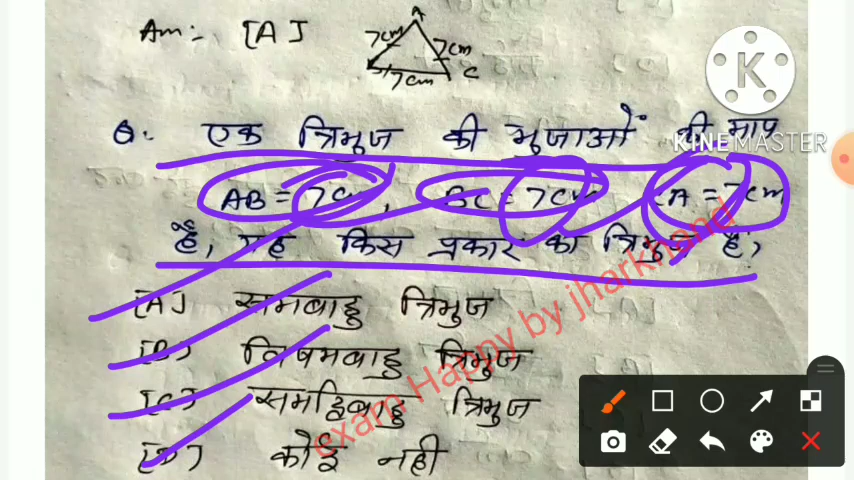 Ans:- [A]
A
7cm 7cm
7cm C
K
KINEMASTER
Q. एक त्रिभुज की भुजाओं की माप
AB = 7cm, BC = 7cm, CA = 7cm
है, यह किस प्रकार का त्रिभुज है,
[A] समबाहु त्रिभुज
[B] विषमबाहु त्रिभुज
[C] समद्विबाहु त्रिभुज
[D] कोई नही
exam Happy by jharkhand